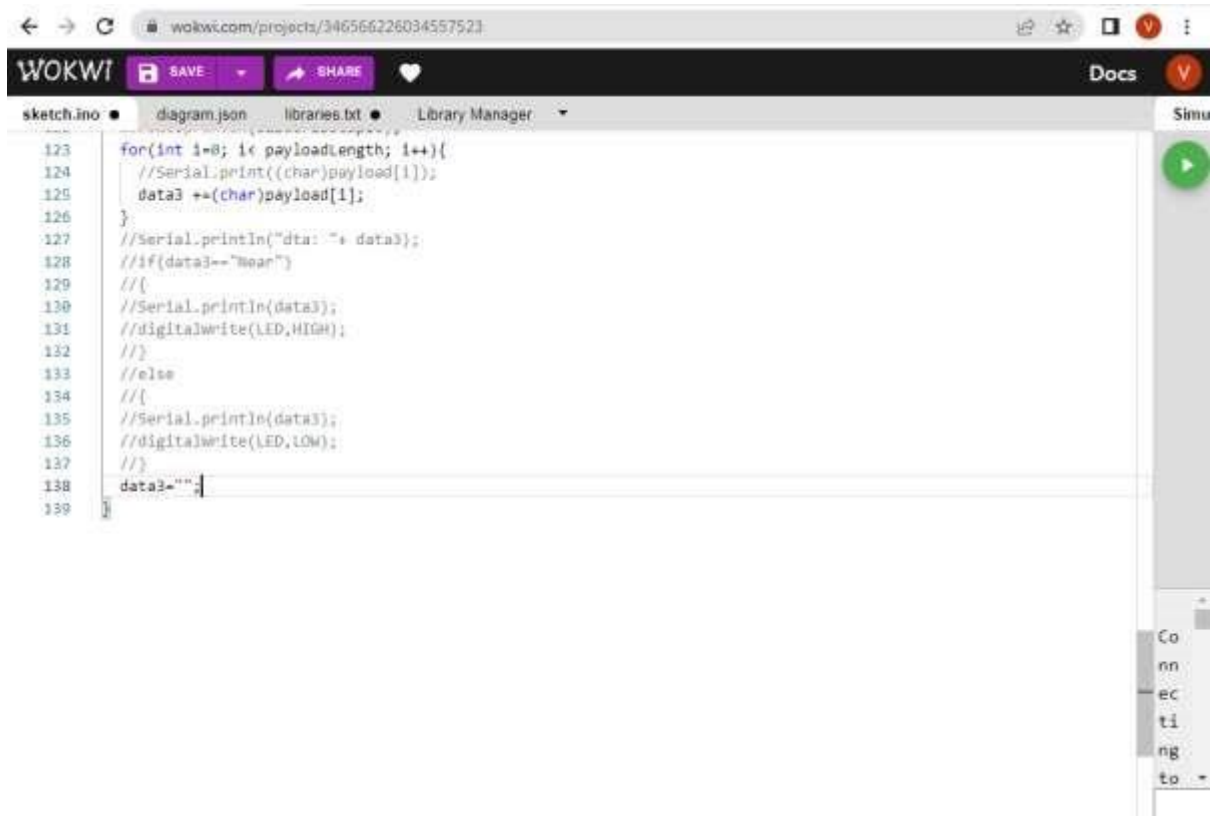 wokwi.com/projects/346566226034557523
V
WOKWI SAVE SHARE Docs V
sketch.ino diagram.json libraries.txt Library Manager Simu
123 for(int i=0; i< payloadLength; i++){
124 //Serial.print((char)payload[i]);
125 data3 +=(char)payload[i];
126 }
127 //Serial.println("dta: "+ data3);
128 //if(data3=="Near")
129 //{
130 //Serial.println(data3);
131 //digitalWrite(LED,HIGH);
132 //}
133 //else
134 //{
135 //Serial.println(data3);
136 //digitalWrite(LED,LOW);
137 //}
138 data3="";
139 }
Co
nn
ec
ti
ng
to